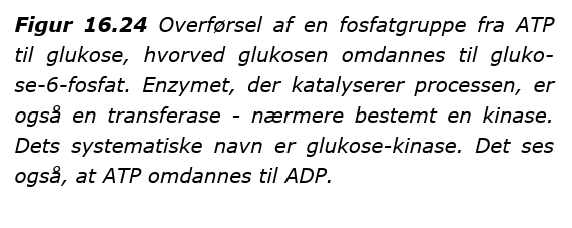 Figur 16.24 Overførsel af en fosfatgruppe fra ATP
til glukose, hvorved glukosen omdannes til gluko-
se-6-fosfat. Enzymet, der katalyserer processen, er
også en transferase - nærmere bestemt en kinase.
Dets systematiske navn er glukose-kinase. Det ses
også, at ATP omdannes til ADP.